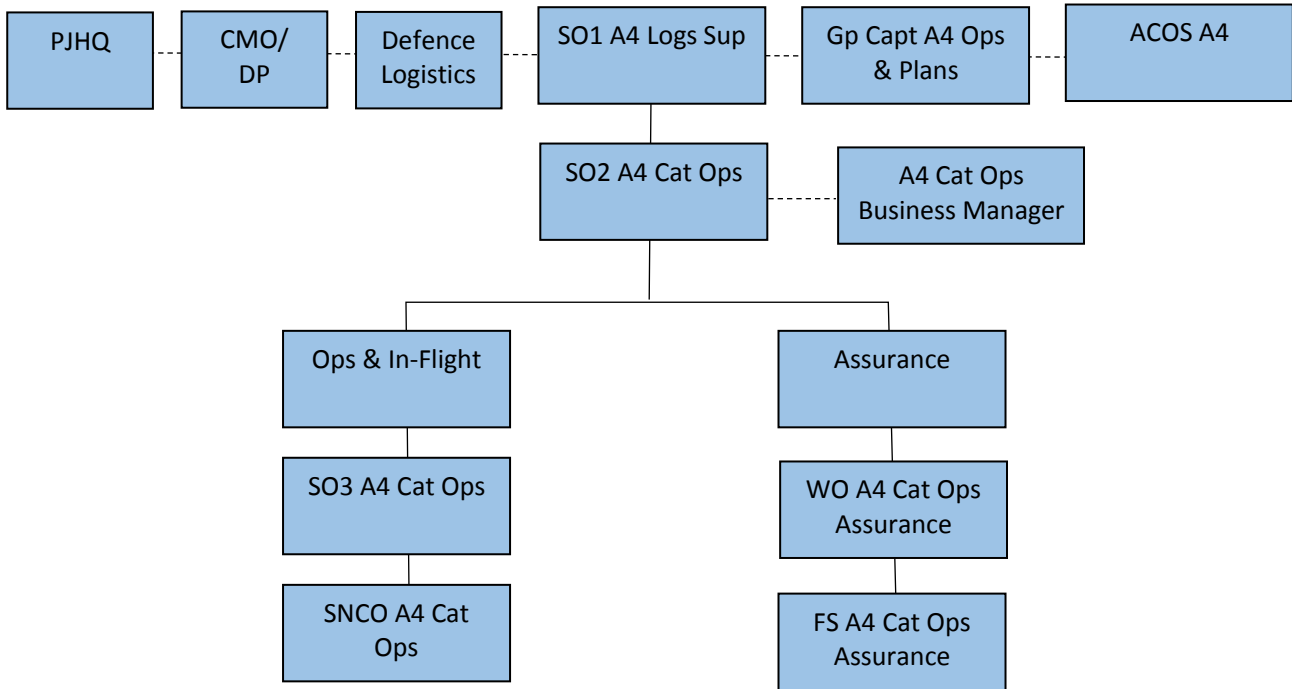 PJHQ
CMO/
DP
Defence
Logistics
SO1 A4 Logs Sup
Gp Capt A4 Ops
& Plans
ACOS A4
SO2 A4 Cat Ops
A4 Cat Ops
Business Manager
Ops & In-Flight
Assurance
SO3 A4 Cat Ops
WO A4 Cat Ops
Assurance
SNCO A4 Cat
Ops
FS A4 Cat Ops
Assurance